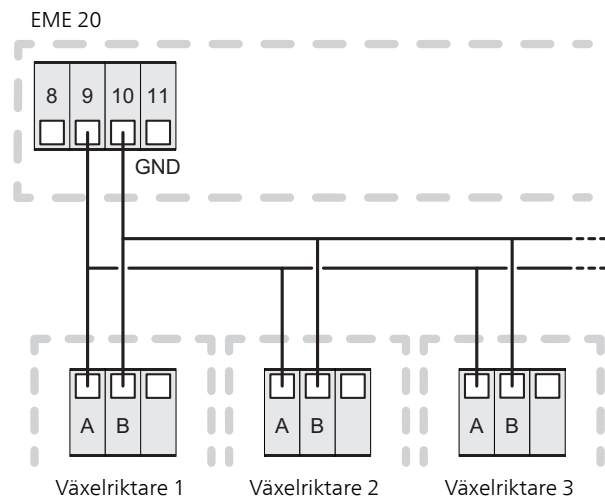 EME 20
8 9 10 11
GND
A B
A B
A B
Växelriktare 1
Växelriktare 2
Växelriktare 3